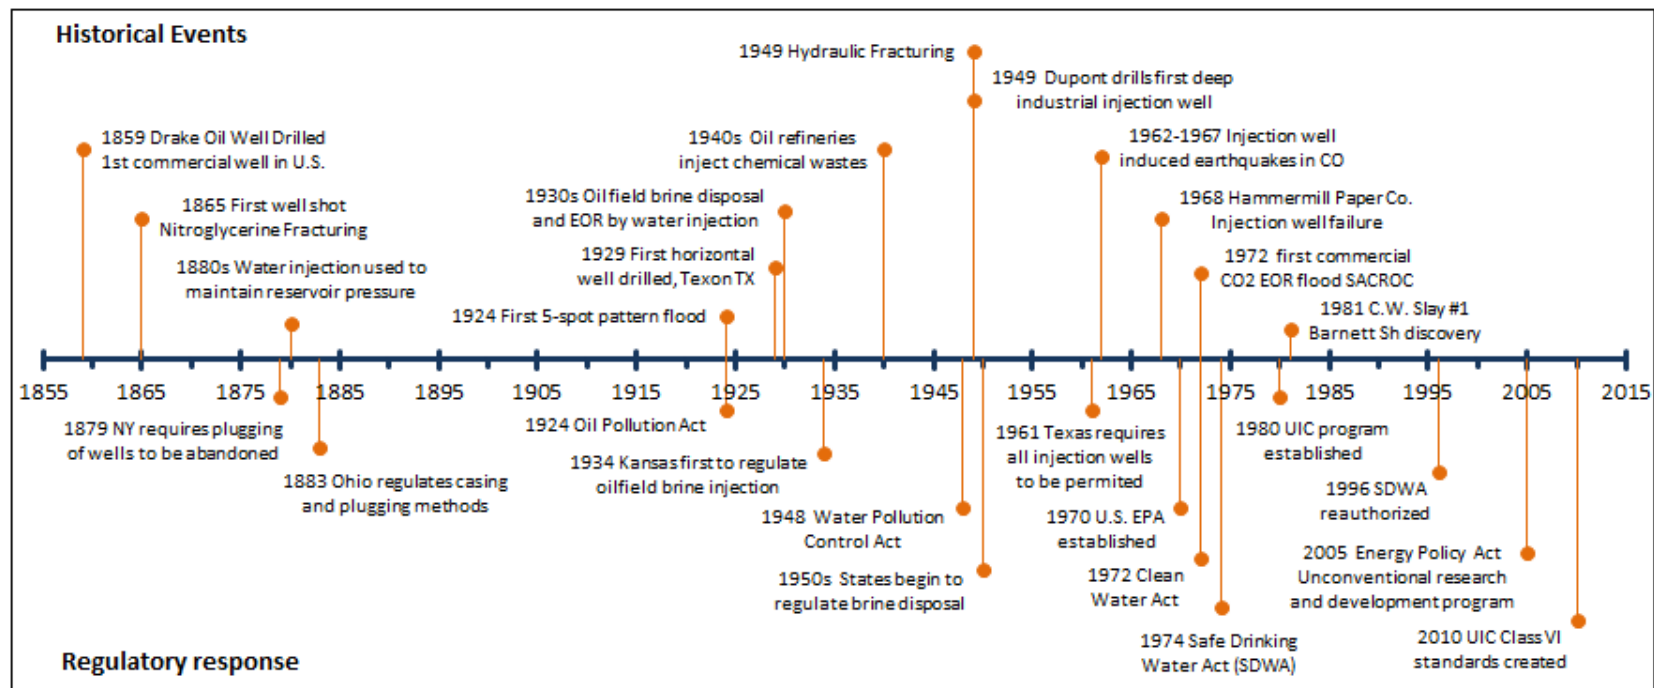 Historical Events
1949 Hydraulic Fracturing
1949 Dupont drills first deep
industrial injection well
1859 Drake Oil Well Drilled
1st commercial well in U.S.
1940s Oil refineries
inject chemical wastes
1962-1967 Injection well
induced earthquakes in CO
1865 First well shot
Nitroglycerine Fracturing
1930s Oil field brine disposal
and EOR by water injection
1968 Hammermill Paper Co.
Injection well failure
1880s Water injection used to
maintain reservoir pressure
1929 First horizontal
well drilled, Texon TX
1972 first commercial
CO2 EOR flood SACROC
1924 First 5-spot pattern flood
1981 C.W. Slay #1
Barnett Sh discovery
1855 1865 1875 1885 1895 1905 1915 1925 1935 1945 1955 1965 1975 1985 1995 2005 2015
1879 NY requires plugging
of wells to be abandoned
1883 Ohio regulates casing
and plugging methods
1924 Oil Pollution Act
1934 Kansas first to regulate
oilfield brine injection
1948 Water Pollution
Control Act
1950s States begin to
regulate brine disposal
1961 Texas requires
all injection wells
to be permited
1970 U.S. EPA
established
1972 Clean
Water Act
1974 Safe Drinking
Water Act (SDWA)
1980 UIC program
established
1996 SDWA
reauthorized
2005 Energy Policy Act
Unconventional research
and development program
2010 UIC Class VI
standards created
Regulatory response